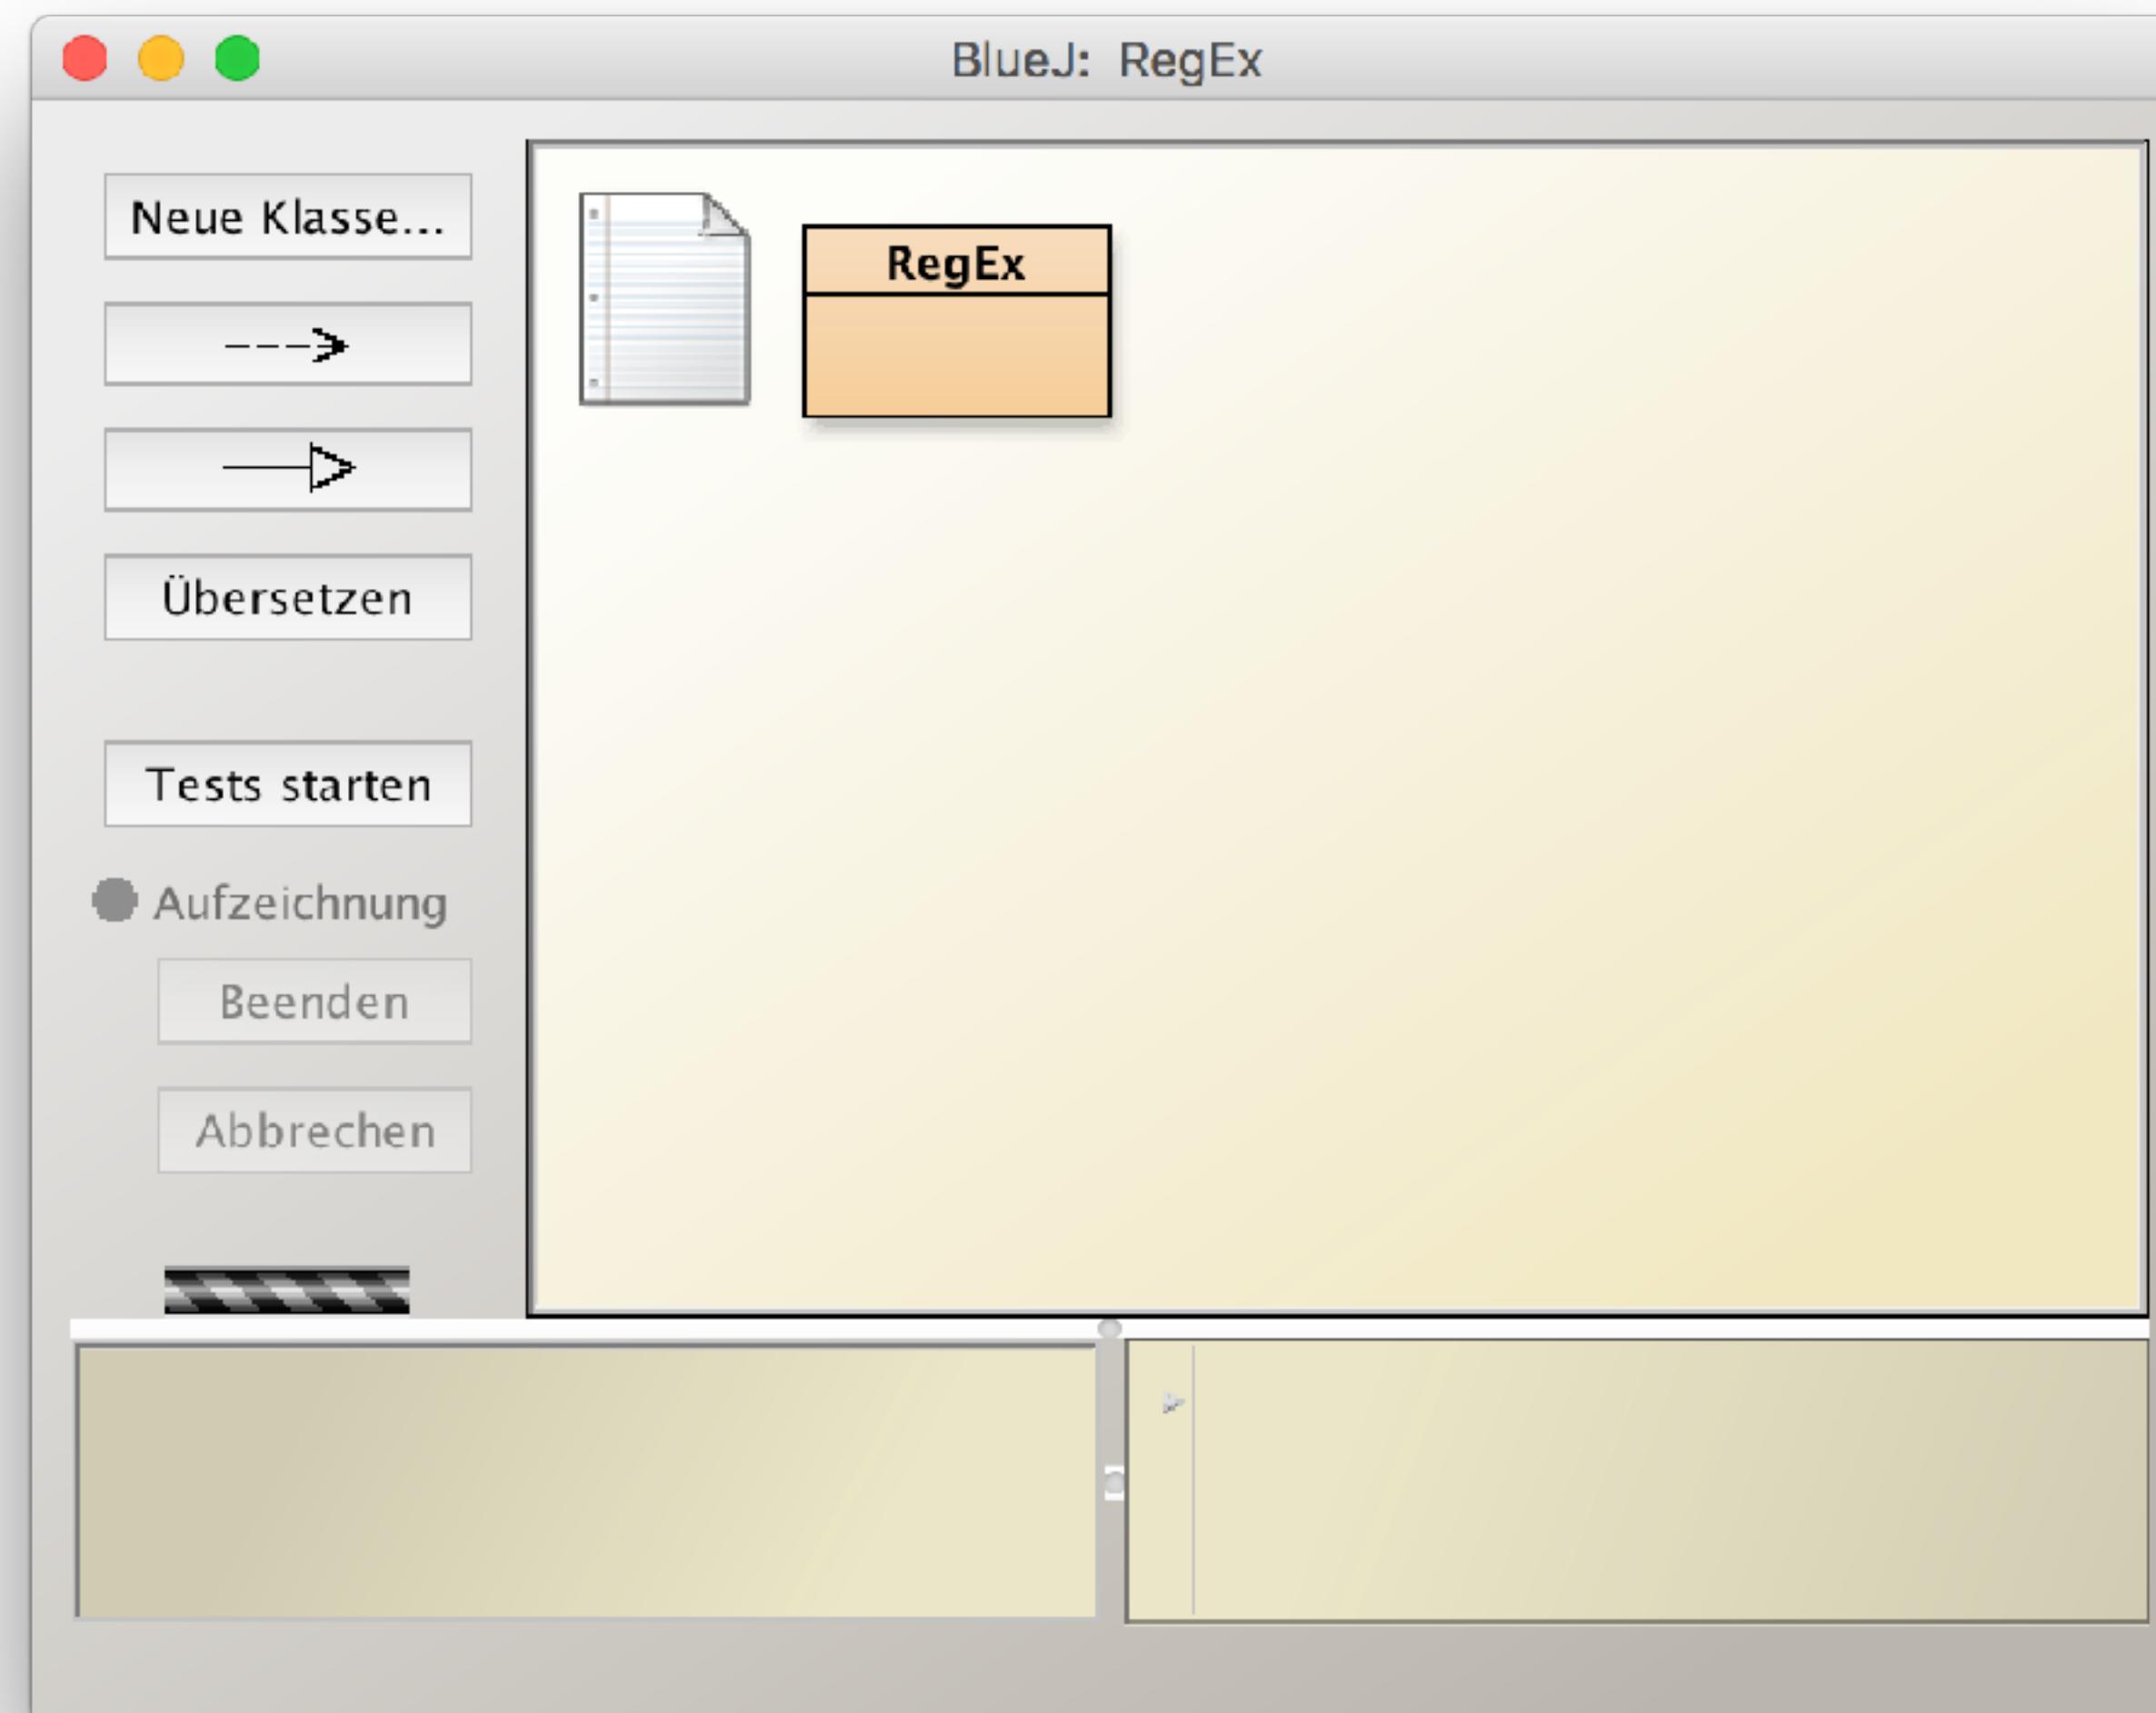 BlueJ: RegEx
Neue Klasse...
RegEx
Übersetzen
Tests starten
Aufzeichnung
Beenden
Abbrechen